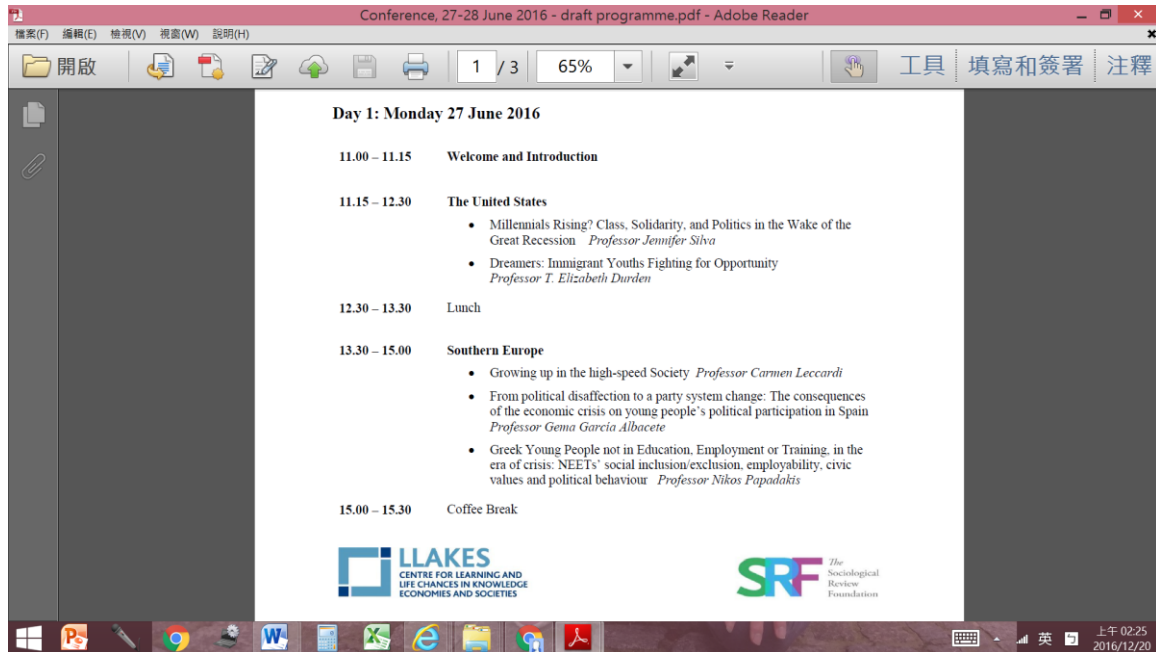 Conference, 27-28 June 2016 - draft programme.pdf - Adobe Reader
檔案(F) 編輯(E) 檢視(V) 視窗(W) 說明(H)
開啟 1 / 3 65% 工具 填寫和簽署 注釋
Day 1: Monday 27 June 2016
11.00 – 11.15 Welcome and Introduction
11.15 – 12.30 The United States
• Millennials Rising? Class, Solidarity, and Politics in the Wake of the
Great Recession Professor Jennifer Silva
• Dreamers: Immigrant Youths Fighting for Opportunity
Professor T. Elizabeth Durden
12.30 – 13.30 Lunch
13.30 – 15.00 Southern Europe
• Growing up in the high-speed Society Professor Carmen Leccardi
• From political disaffection to a party system change: The consequences
of the economic crisis on young people's political participation in Spain
Professor Gema Garcia Albacete
• Greek Young People not in Education, Employment or Training, in the
era of crisis: NEETs' social inclusion/exclusion, employability, civic
values and political behaviour Professor Nikos Papadakis
15.00 – 15.30 Coffee Break
LLAKES
CENTRE FOR LEARNING AND
LIFE CHANCES IN KNOWLEDGE
ECONOMIES AND SOCIETIES
SRF
The
Sociological
Review
Foundation
英
上午 02:25
2016/12/20